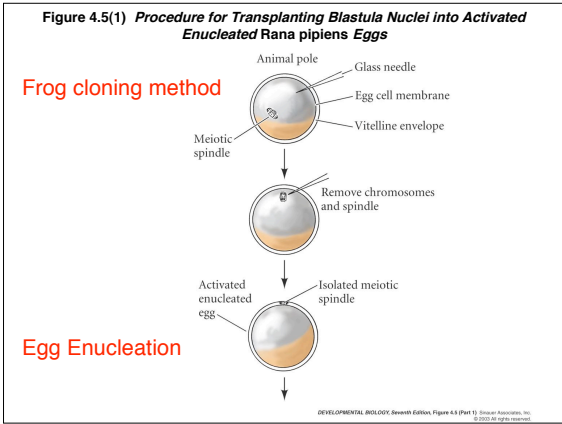 Figure 4.5(1) Procedure for Transplanting Blastula Nuclei into Activated
Enucleated Rana pipiens Eggs
Frog cloning method
Animal pole
Glass needle
Egg cell membrane
Vitelline envelope
Meiotic
spindle
Remove chromosomes
and spindle
Activated
enucleated
egg
Isolated meiotic
spindle
Egg Enucleation
DEVELOPMENTAL BIOLOGY, Seventh Edition, Figure 4.5 (Part 1) Sinauer Associates, Inc.
© 2003 All rights reserved.